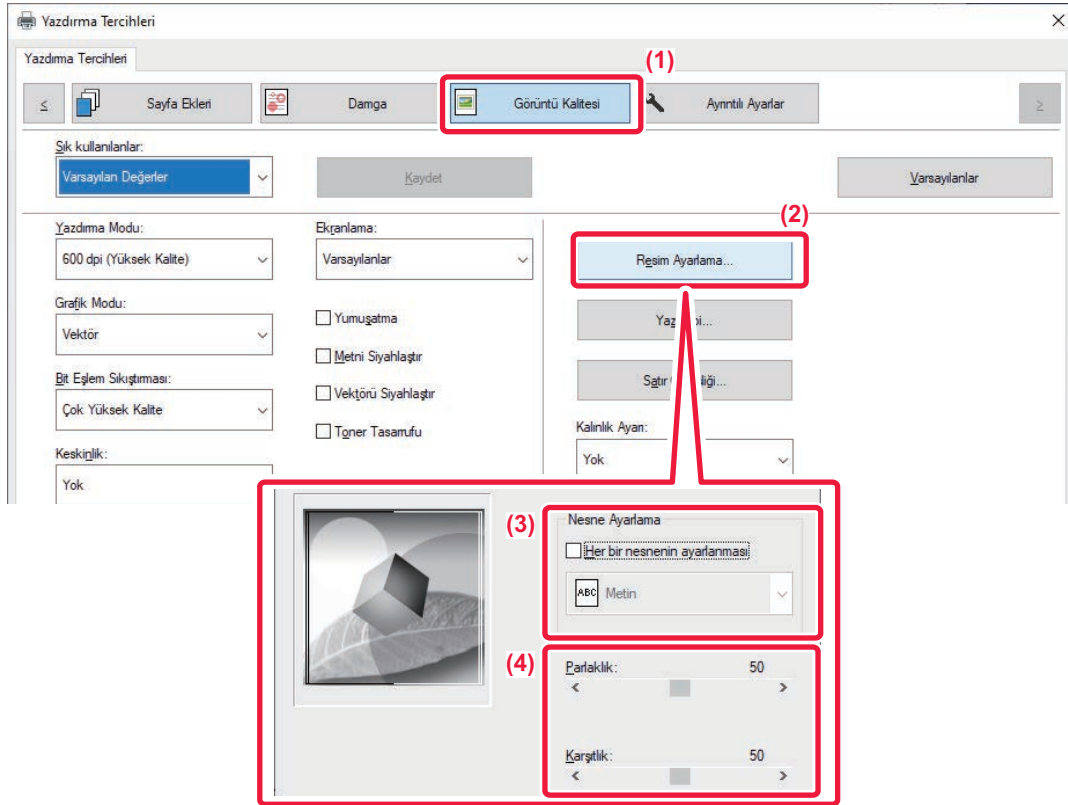 Yazdırma Tercihleri
Yazdırma Tercihleri
(1)
Sayfa Ekleri
Damga
Görüntü Kalitesi
Ayrıntılı Ayarlar
Sık kullanılanlar:
Varsayılan Değerler
Kaydet
Varsayılanlar
(2)
Yazdırma Modu:
600 dpi (Yüksek Kalite)
Ekranlama:
Varsayılanlar
Resim Ayarlama...
Grafik Modu:
Vektör
Yumuşatma
Metni Siyahlaştır
Bit Eşlem Sıkıştırması:
Çok Yüksek Kalite
Vektörü Siyahlaştır
Toner Tasarrufu
Satır
Kalınlık Ayarı:
Yok
Keskinlik:
Yok
(3)
Nesne Ayarlama
Her bir nesnenin ayarlanması
ABC Metin
(4)
Parlaklık: 50
< >
Karşıtlık: 50
< >